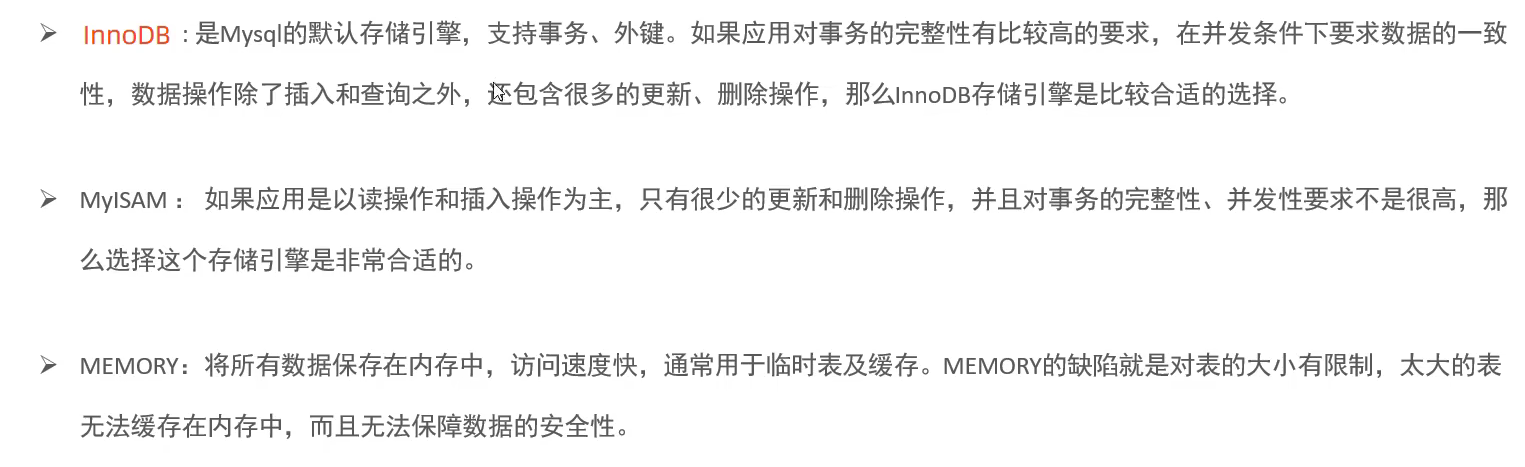 ➢ InnoDB : 是Mysql的默认存储引擎，支持事务、外键。如果应用对事务的完整性有比较高的要求，在并发条件下要求数据的一致
性，数据操作除了插入和查询之外，还包含很多的更新、删除操作，那么InnoDB存储引擎是比较合适的选择。
➢ MyISAM ： 如果应用是以读操作和插入操作为主，只有很少的更新和删除操作，并且对事务的完整性、并发性要求不是很高，那
么选择这个存储引擎是非常合适的。
➢ MEMORY：将所有数据保存在内存中，访问速度快，通常用于临时表及缓存。MEMORY的缺陷就是对表的大小有限制，太大的表
无法缓存在内存中，而且无法保障数据的安全性。